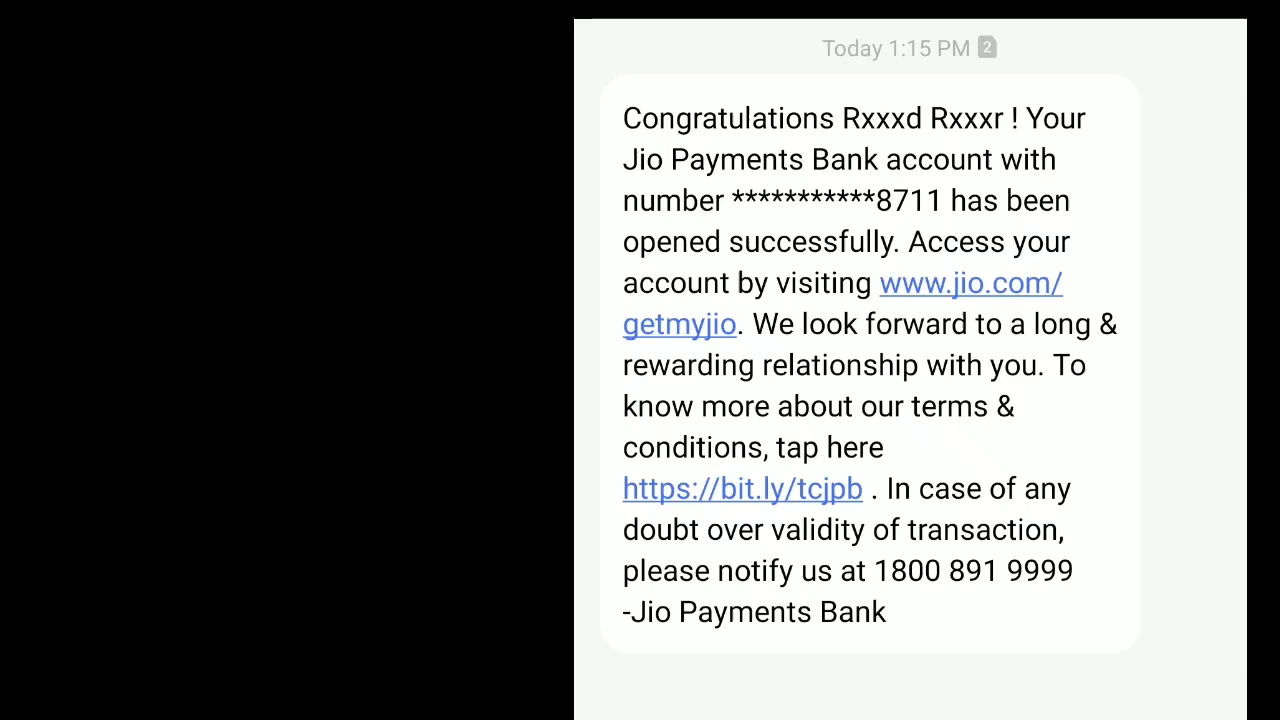 Today 1:15 PM 2
Congratulations Rxxxd Rxxxr ! Your
Jio Payments Bank account with
number ***********8711 has been
opened successfully. Access your
account by visiting www.jio.com/
getmyjio. We look forward to a long &
rewarding relationship with you. To
know more about our terms &
conditions, tap here
https://bit.ly/tcjpb . In case of any
doubt over validity of transaction,
please notify us at 1800 891 9999
-Jio Payments Bank